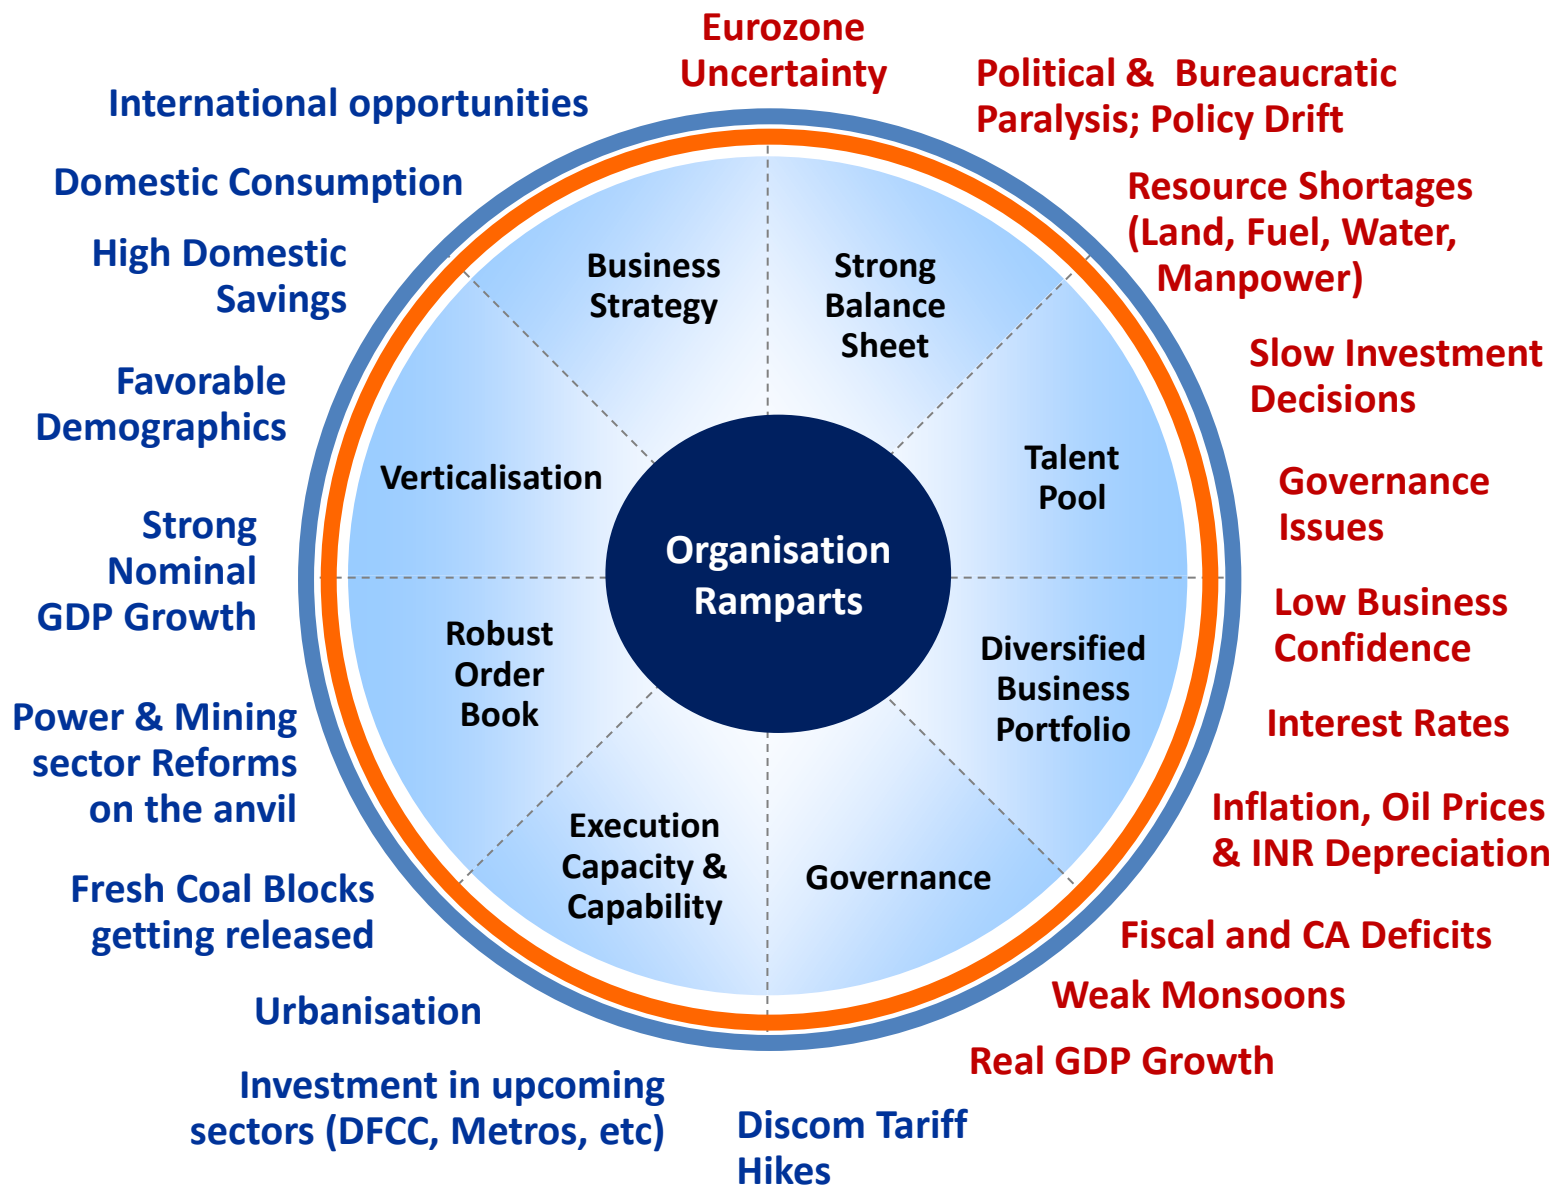 Eurozone
Uncertainty
Political & Bureaucratic
Paralysis; Policy Drift
Resource Shortages
(Land, Fuel, Water,
Manpower)
Slow Investment
Decisions
Governance
Issues
Low Business
Confidence
Interest Rates
Inflation, Oil Prices
& INR Depreciation
Fiscal and CA Deficits
Weak Monsoons
Real GDP Growth
Discom Tariff
Hikes
Investment in upcoming
sectors (DFCC, Metros, etc)
Urbanisation
Fresh Coal Blocks
getting released
Power & Mining
sector Reforms
on the anvil
Strong
Nominal
GDP Growth
Favorable
Demographics
High Domestic
Savings
Domestic Consumption
International opportunities
Business
Strategy
Strong
Balance
Sheet
Talent
Pool
Diversified
Business
Portfolio
Governance
Execution
Capacity &
Capability
Robust
Order
Book
Verticalisation
Organisation
Ramparts